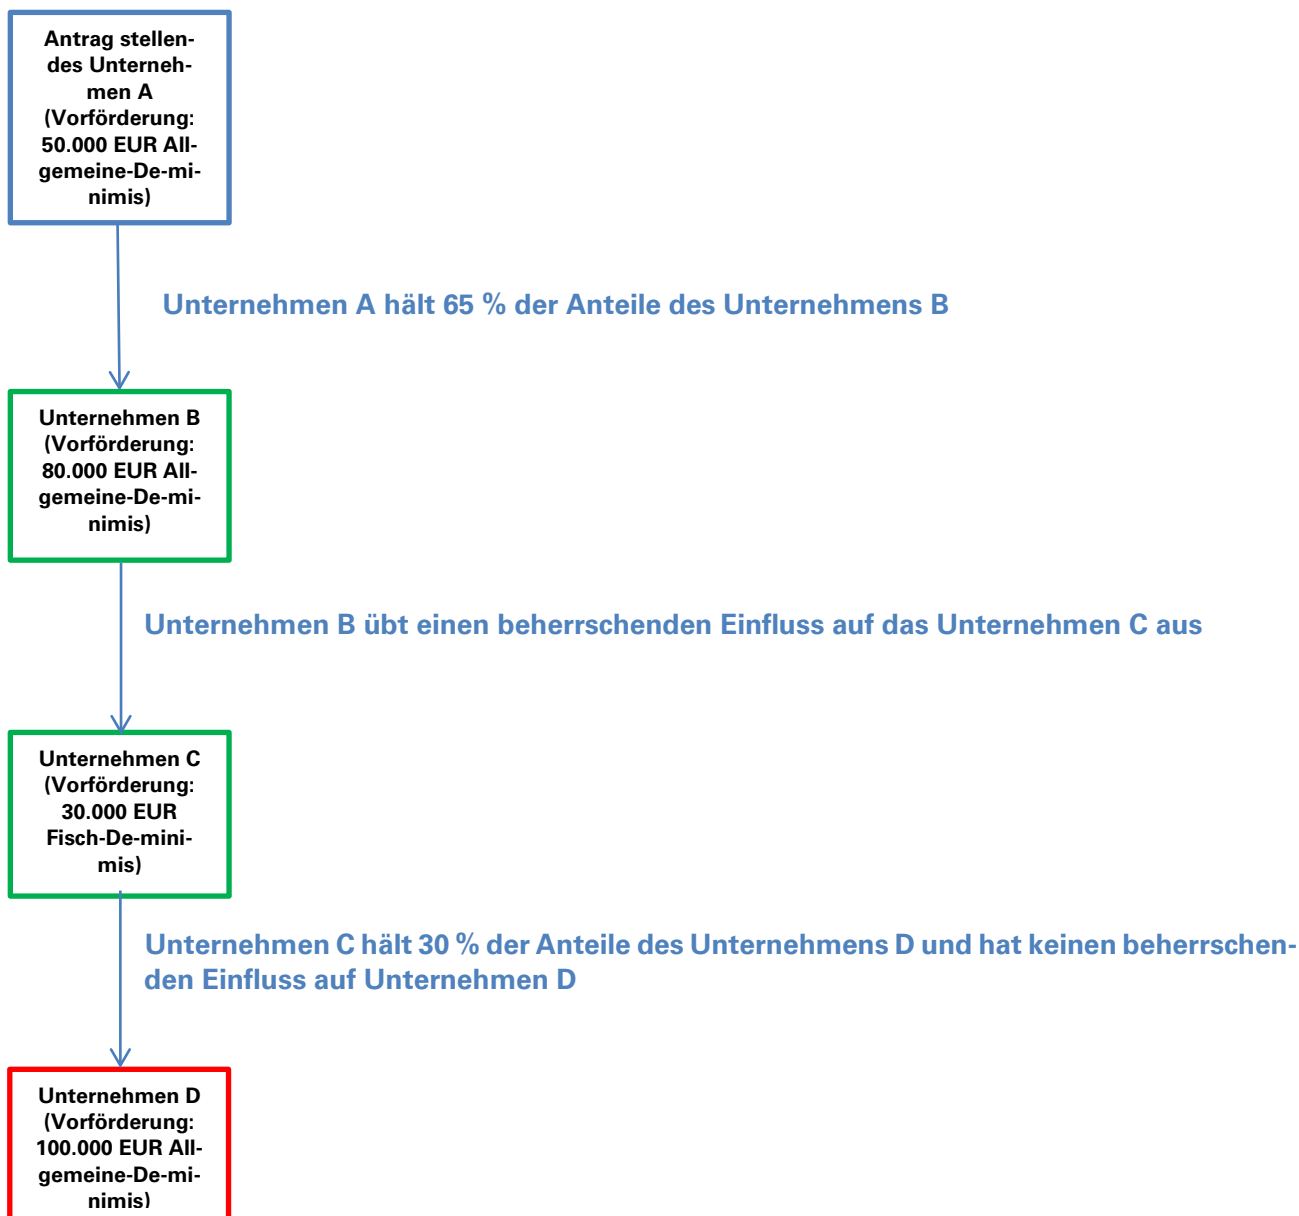 Antrag stellen-
des Unterneh-
men A
(Vorförderung:
50.000 EUR All-
gemeine-De-mi-
nimis)
Unternehmen A hält 65 % der Anteile des Unternehmens B
Unternehmen B
(Vorförderung:
80.000 EUR All-
gemeine-De-mi-
nimis)
Unternehmen B übt einen beherrschenden Einfluss auf das Unternehmen C aus
Unternehmen C
(Vorförderung:
30.000 EUR
Fisch-De-mini-
mis)
Unternehmen C hält 30 % der Anteile des Unternehmens D und hat keinen beherrschen-
den Einfluss auf Unternehmen D
Unternehmen D
(Vorförderung:
100.000 EUR All-
gemeine-De-mi-
nimis)